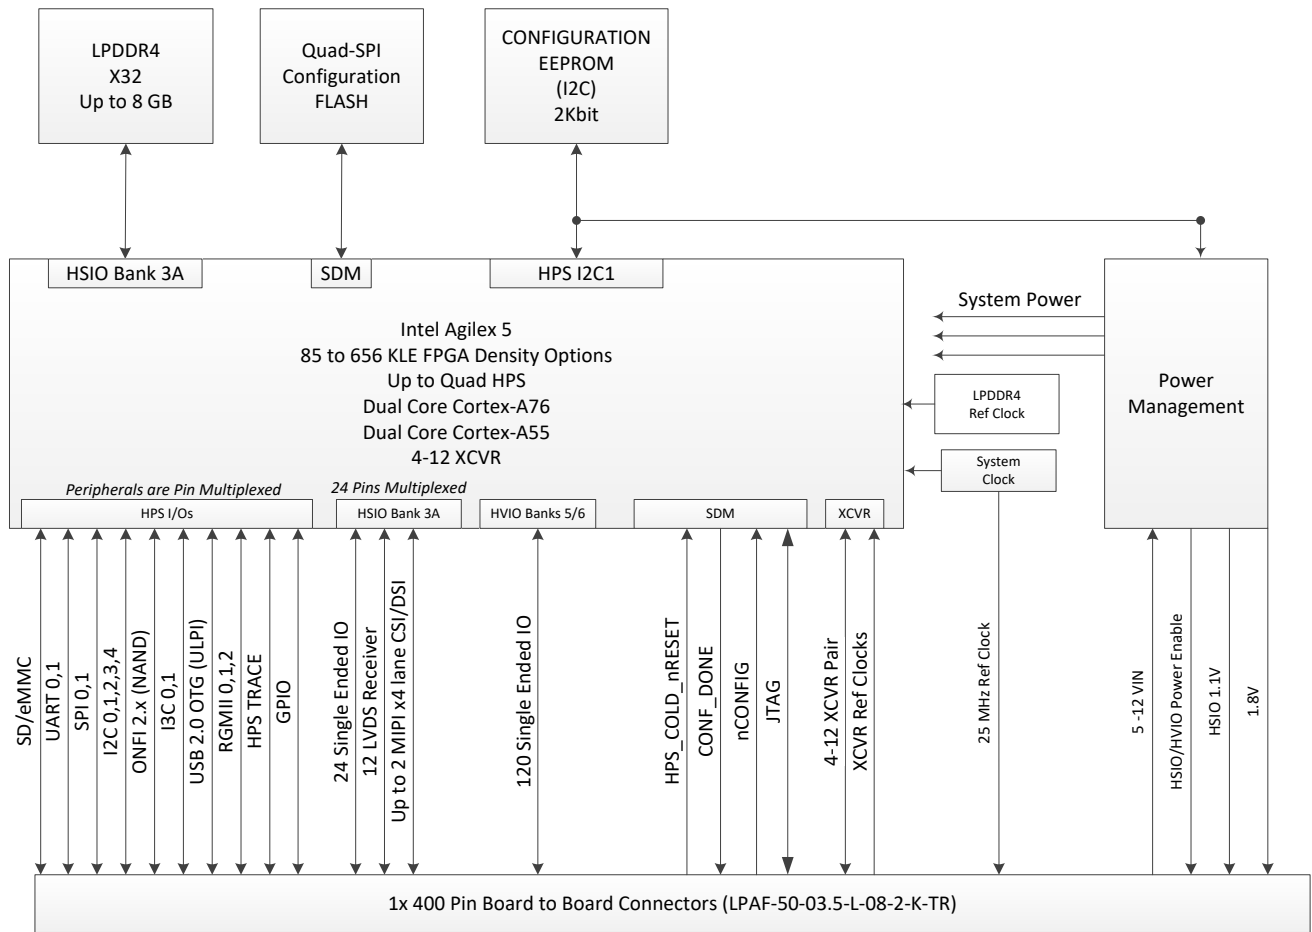 LPDDR4
X32
Up to 8 GB
Quad-SPI
Configuration
FLASH
CONFIGURATION
EEPROM
(I2C)
2Kbit
HSIO Bank 3A
SDM
HPS I2C1
System Power
Intel Agilex 5
85 to 656 KLE FPGA Density Options
Up to Quad HPS
Dual Core Cortex-A76
Dual Core Cortex-A55
4-12 XCVR
LPDDR4
Ref Clock
System
Clock
Power
Management
Peripherals are Pin Multiplexed
24 Pins Multiplexed
HPS I/Os
HSIO Bank 3A
HVIO Banks 5/6
SDM
XCVR
SD/eMMC
UART 0,1
SPI 0,1
I2C 0,1,2,3,4
ONFI 2.x (NAND)
I3C 0,1
USB 2.0 OTG (ULPI)
RGMII 0,1,2
HPS TRACE
GPIO
24 Single Ended IO
12 LVDS Receiver
Up to 2 MIPI x4 lane CSI/DSI
120 Single Ended IO
HPS_COLD_nRESET
CONF_DONE
nCONFIG
JTAG
4-12 XCVR Pair
XCVR Ref Clocks
25 MHz Ref Clock
5 -12 VIN
HSIO/HVIO Power Enable
HSIO 1.1V
1.8V
1x 400 Pin Board to Board Connectors (LPAF-50-03.5-L-08-2-K-TR)